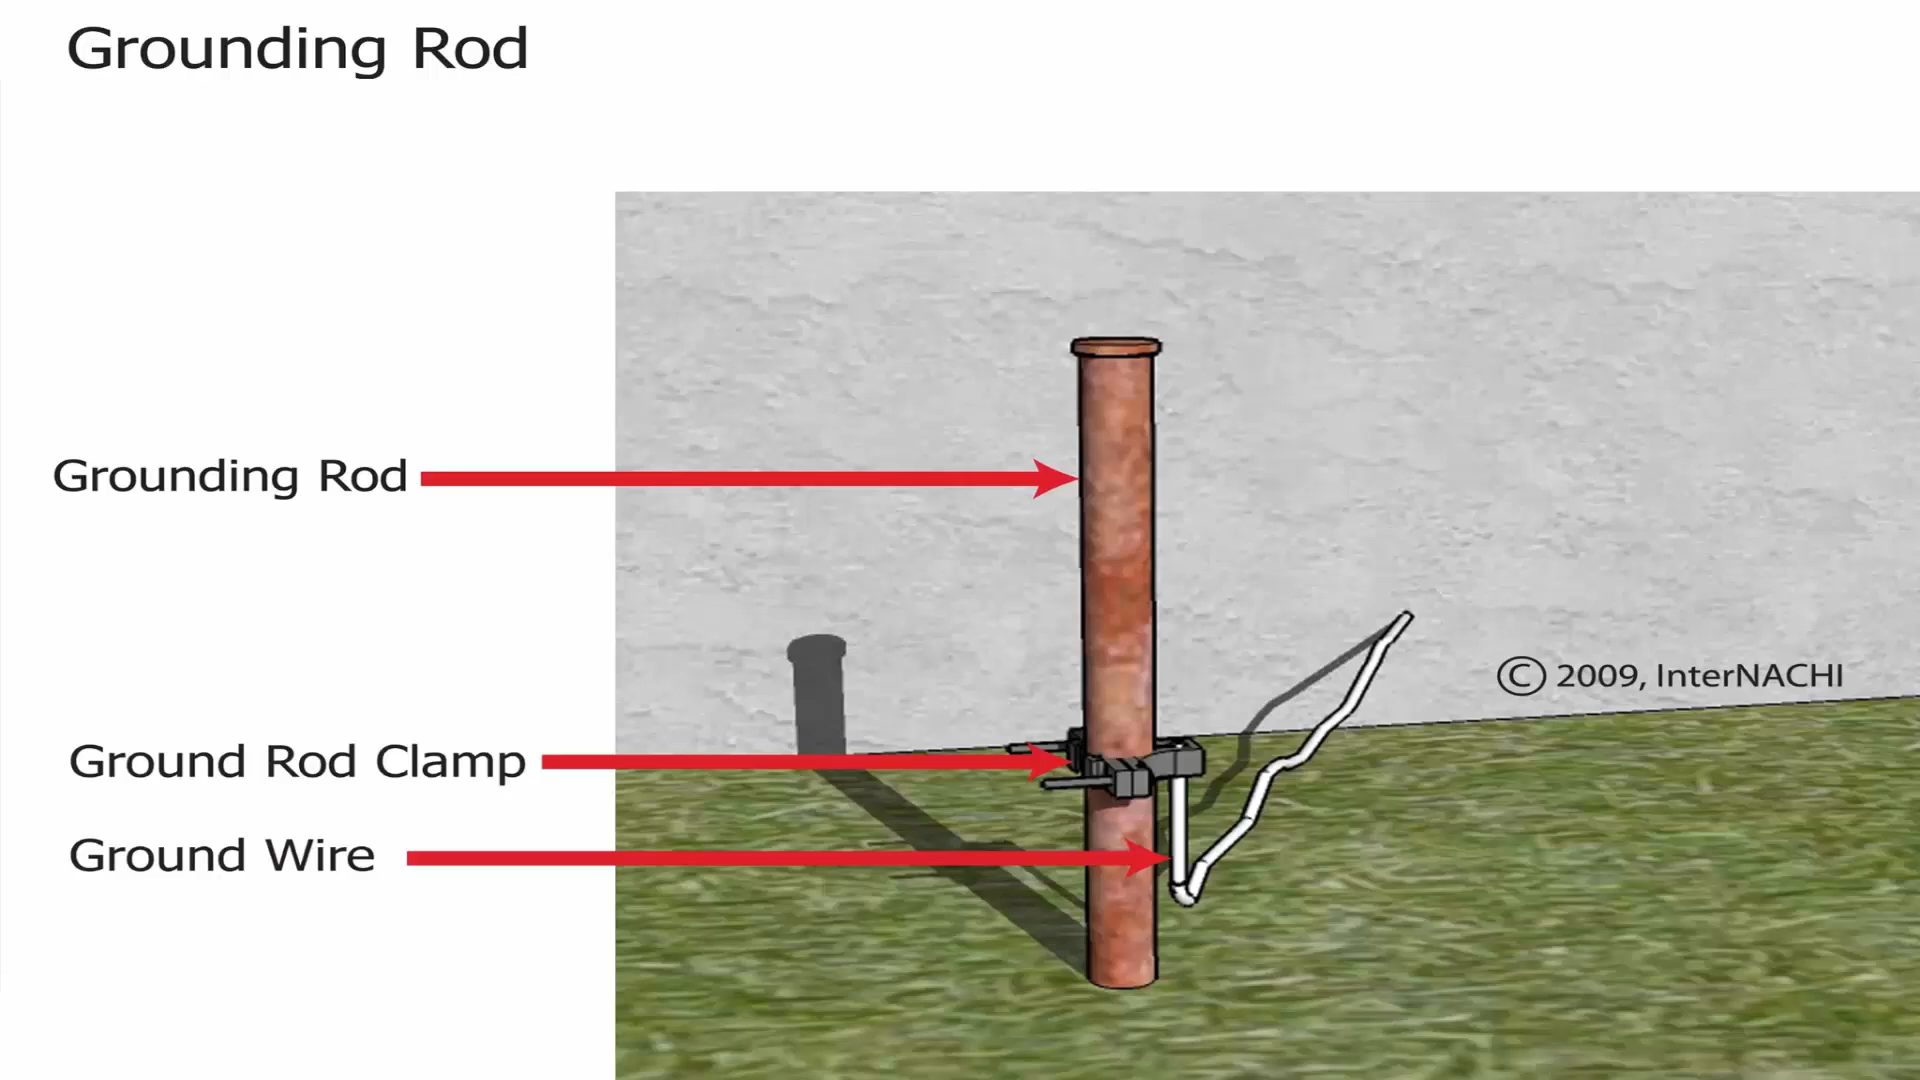 Grounding Rod
Grounding Rod
© 2009, InterNACHI
Ground Rod Clamp
Ground Wire